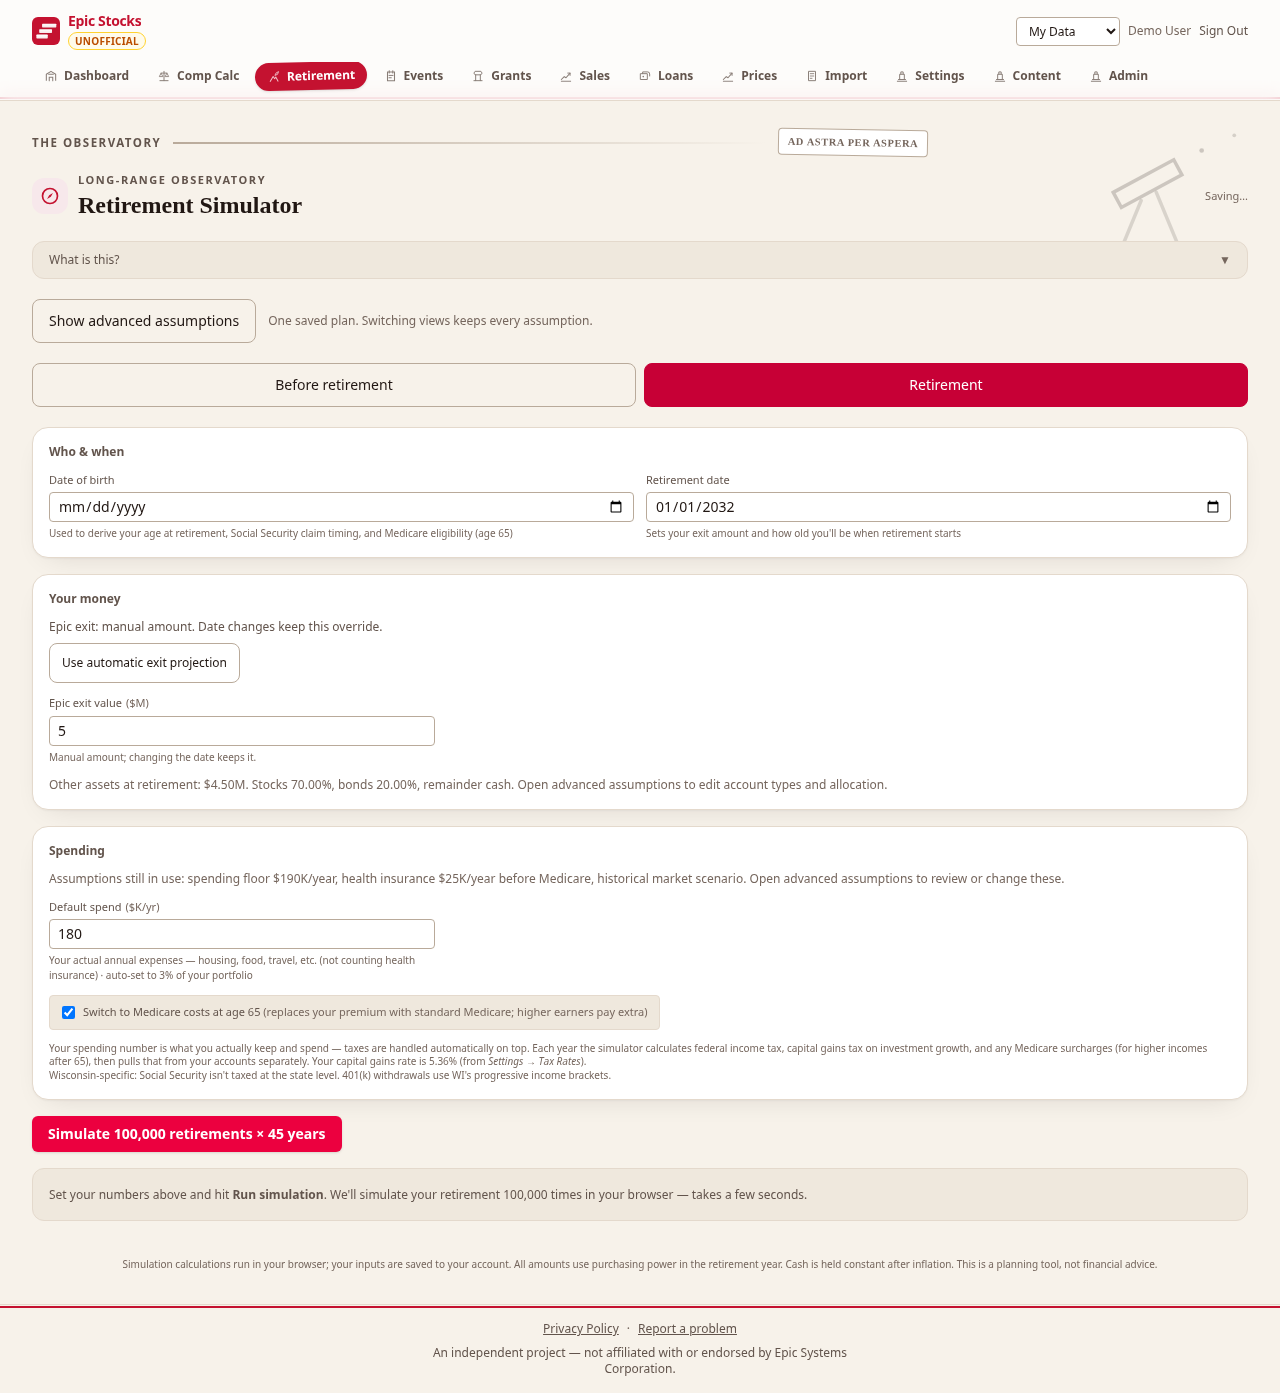 Epic Stocks
UNOFFICIAL
My Data
Demo User
Sign Out
Dashboard
Comp Calc
Retirement
Events
Grants
Sales
Loans
Prices
Import
Settings
Content
Admin
THE OBSERVATORY
AD ASTRA PER ASPERA
LONG-RANGE OBSERVATORY
Retirement Simulator
Saving...
What is this?
▼
Show advanced assumptions
One saved plan. Switching views keeps every assumption.
Before retirement
Retirement
Who & when
Date of birth
Retirement date
mm/dd/yyyy
01/01/2032
Used to derive your age at retirement, Social Security claim timing, and Medicare eligibility (age 65)
Sets your exit amount and how old you'll be when retirement starts
Your money
Epic exit: manual amount. Date changes keep this override.
Use automatic exit projection
Epic exit value ($M)
5
Manual amount; changing the date keeps it.
Other assets at retirement: $4.50M. Stocks 70.00%, bonds 20.00%, remainder cash. Open advanced assumptions to edit account types and allocation.
Spending
Assumptions still in use: spending floor $190K/year, health insurance $25K/year before Medicare, historical market scenario. Open advanced assumptions to review or change these.
Default spend ($K/yr)
180
Your actual annual expenses — housing, food, travel, etc. (not counting health
insurance) · auto-set to 3% of your portfolio
Switch to Medicare costs at age 65 (replaces your premium with standard Medicare; higher earners pay extra)
Your spending number is what you actually keep and spend — taxes are handled automatically on top. Each year the simulator calculates federal income tax, capital gains tax on investment growth, and any Medicare surcharges (for higher incomes
after 65), then pulls that from your accounts separately. Your capital gains rate is 5.36% (from Settings → Tax Rates).
Wisconsin-specific: Social Security isn't taxed at the state level. 401(k) withdrawals use WI's progressive income brackets.
Simulate 100,000 retirements × 45 years
Set your numbers above and hit Run simulation. We'll simulate your retirement 100,000 times in your browser — takes a few seconds.
Simulation calculations run in your browser; your inputs are saved to your account. All amounts use purchasing power in the retirement year. Cash is held constant after inflation. This is a planning tool, not financial advice.
Privacy Policy · Report a problem
An independent project — not affiliated with or endorsed by Epic Systems
Corporation.